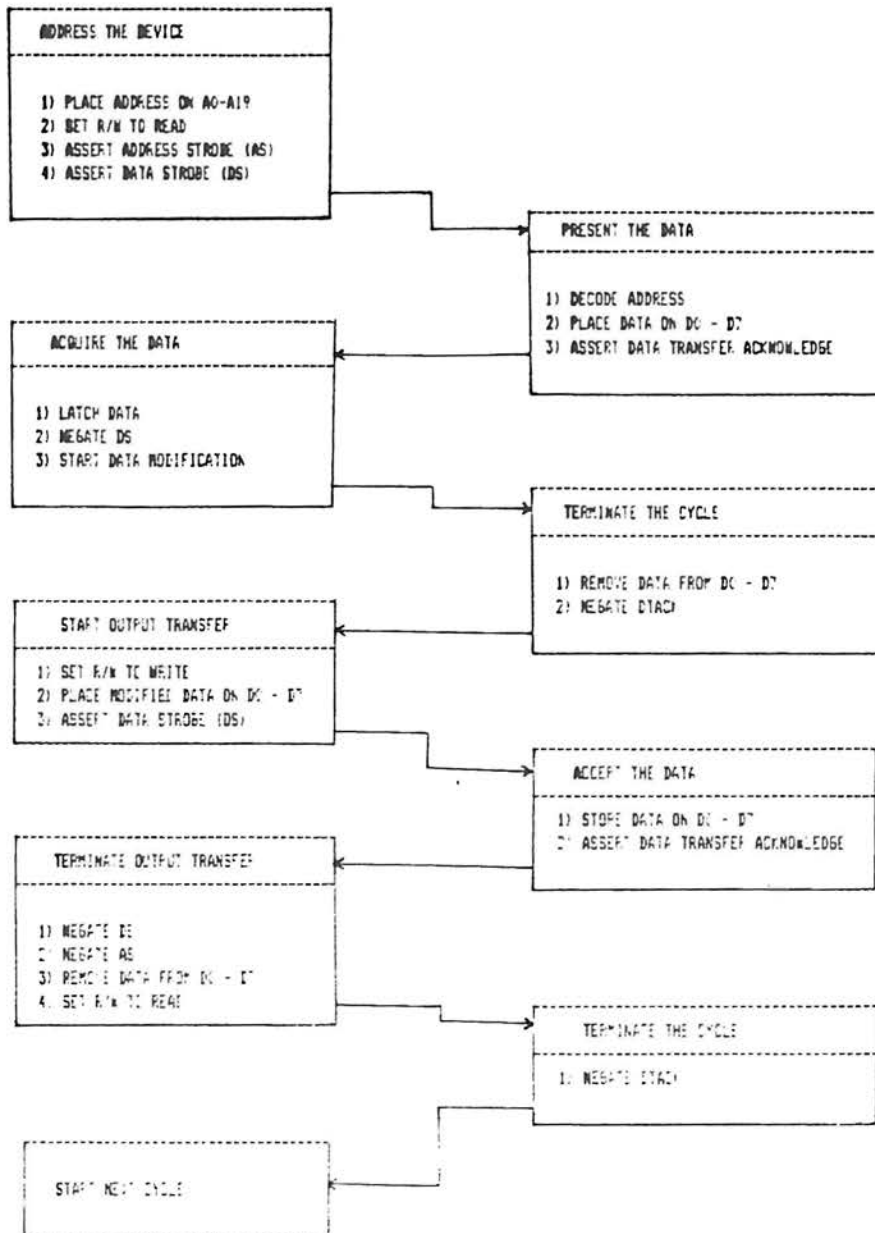 ADDRESS THE DEVICE
1) PLACE ADDRESS ON A0-A19
2) SET R/W TO READ
3) ASSERT ADDRESS STROBE (AS)
4) ASSERT DATA STROBE (DS)
PRESENT THE DATA
1) DECODE ADDRESS
2) PLACE DATA ON D0 - D7
3) ASSERT DATA TRANSFER ACKNOWLEDGE
ACQUIRE THE DATA
1) LATCH DATA
2) NEGATE DS
3) START DATA MODIFICATION
TERMINATE THE CYCLE
1) REMOVE DATA FROM D0 - D7
2) NEGATE DTACK
START OUTPUT TRANSFER
1) SET R/W TO WRITE
2) PLACE MODIFIED DATA ON D0 - D7
3) ASSERT DATA STROBE (DS)
ACCEPT THE DATA
1) STORE DATA ON D0 - D7
2) ASSERT DATA TRANSFER ACKNOWLEDGE
TERMINATE OUTPUT TRANSFER
1) NEGATE DS
2) NEGATE AS
3) REMOVE DATA FROM D0 - D7
4) SET R/W TO READ
TERMINATE THE CYCLE
1) NEGATE DTACK
START NEXT CYCLE